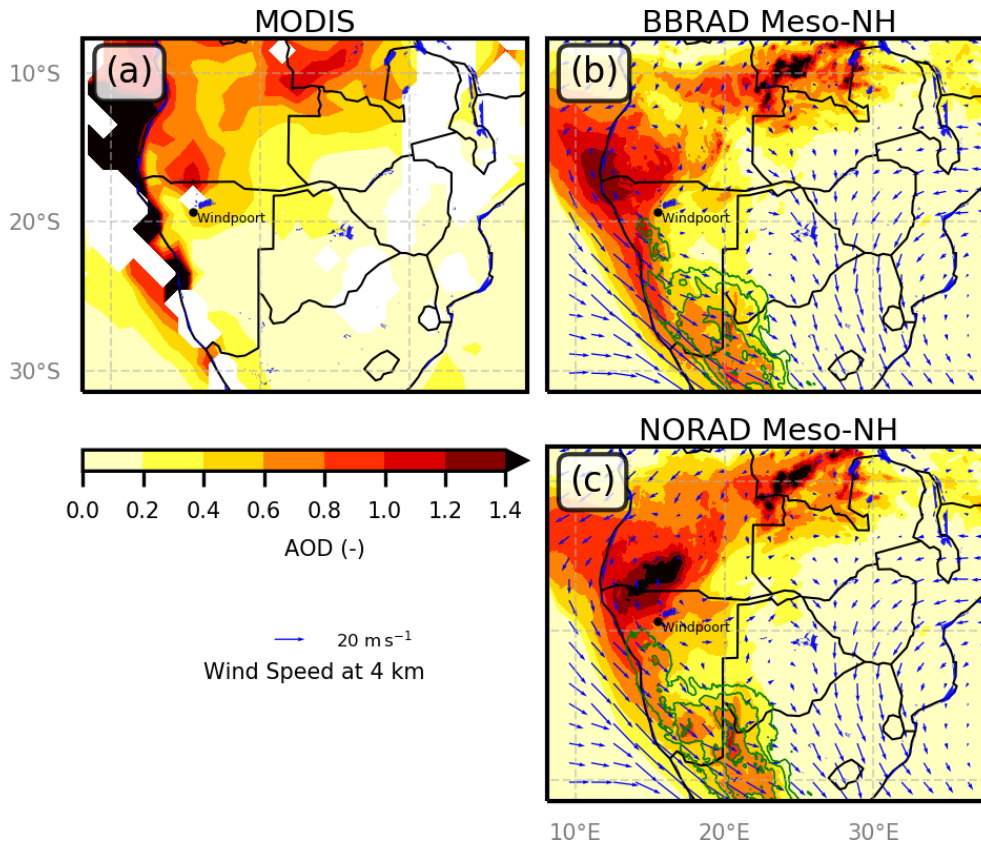 MODIS
BBRAD Meso-NH
(a)
(b)
10°S
20°S
30°S
Windpoort
Windpoort
NORAD Meso-NH
(c)
Windpoort
0.0 0.2 0.4 0.6 0.8 1.0 1.2 1.4
AOD (-)
20 m s⁻¹
Wind Speed at 4 km
10°E 20°E 30°E